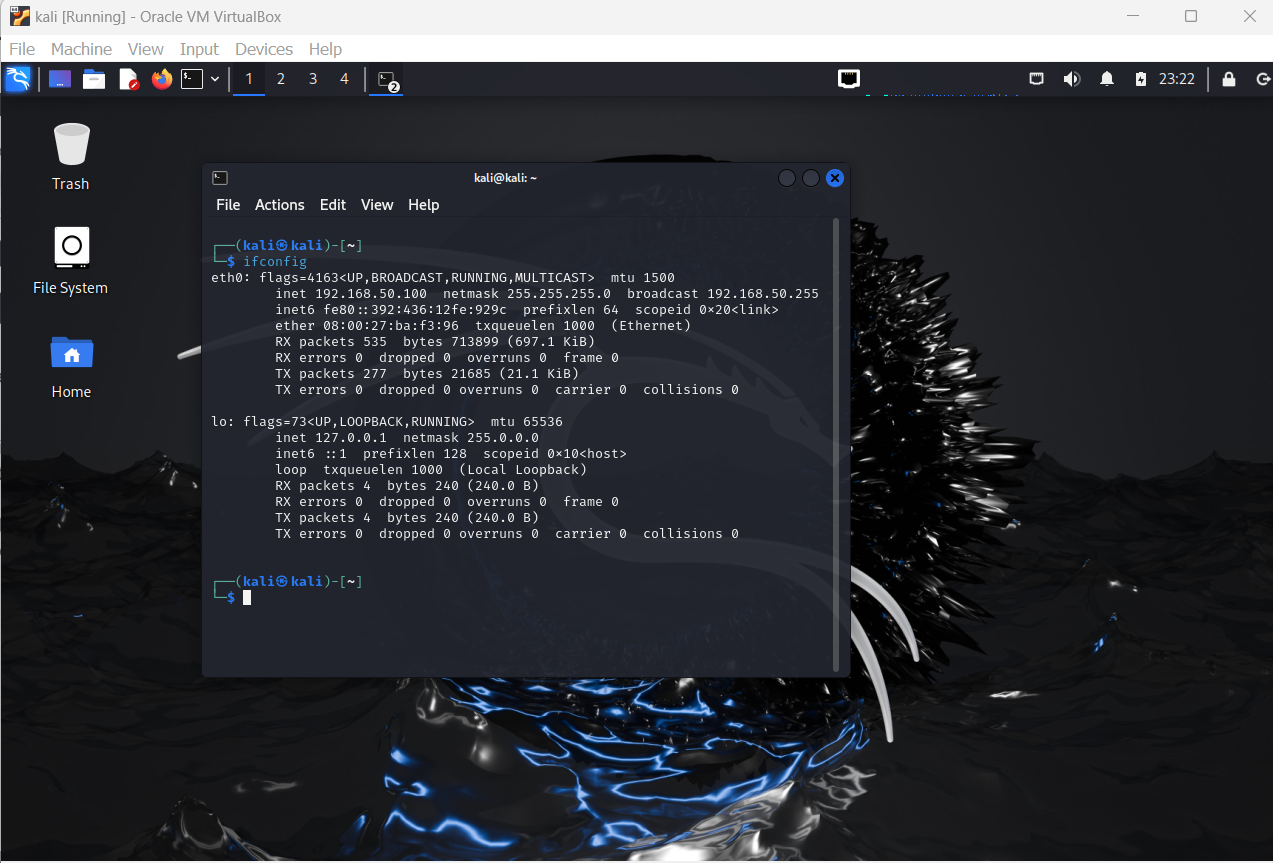 kali [Running] - Oracle VM VirtualBox
File Machine View Input Devices Help
1 2 3 4 2 23:22
Trash
File System
Home
kali@kali: ~
File Actions Edit View Help
┌──(kali㉿kali)-[~]
└─$ ifconfig
eth0: flags=4163<UP,BROADCAST,RUNNING,MULTICAST>  mtu 1500
        inet 192.168.50.100  netmask 255.255.255.0  broadcast 192.168.50.255
        inet6 fe80::392:436:12fe:929c  prefixlen 64  scopeid 0x20<link>
        ether 08:00:27:ba:f3:96  txqueuelen 1000  (Ethernet)
        RX packets 535  bytes 713899 (697.1 KiB)
        RX errors 0  dropped 0  overruns 0  frame 0
        TX packets 277  bytes 21685 (21.1 KiB)
        TX errors 0  dropped 0 overruns 0  carrier 0  collisions 0
lo: flags=73<UP,LOOPBACK,RUNNING>  mtu 65536
        inet 127.0.0.1  netmask 255.0.0.0
        inet6 ::1  prefixlen 128  scopeid 0x10<host>
        loop  txqueuelen 1000  (Local Loopback)
        RX packets 4  bytes 240 (240.0 B)
        RX errors 0  dropped 0  overruns 0  frame 0
        TX packets 4  bytes 240 (240.0 B)
        TX errors 0  dropped 0 overruns 0  carrier 0  collisions 0
┌──(kali㉿kali)-[~]
└─$